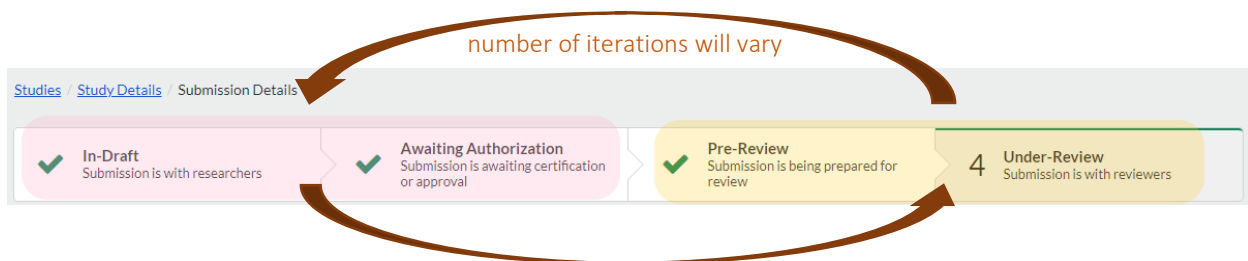 number of iterations will vary
Studies / Study Details / Submission Details
In-Draft
Submission is with researchers
Awaiting Authorization
Submission is awaiting certification
or approval
Pre-Review
Submission is being prepared for
review
4
Under-Review
Submission is with reviewers